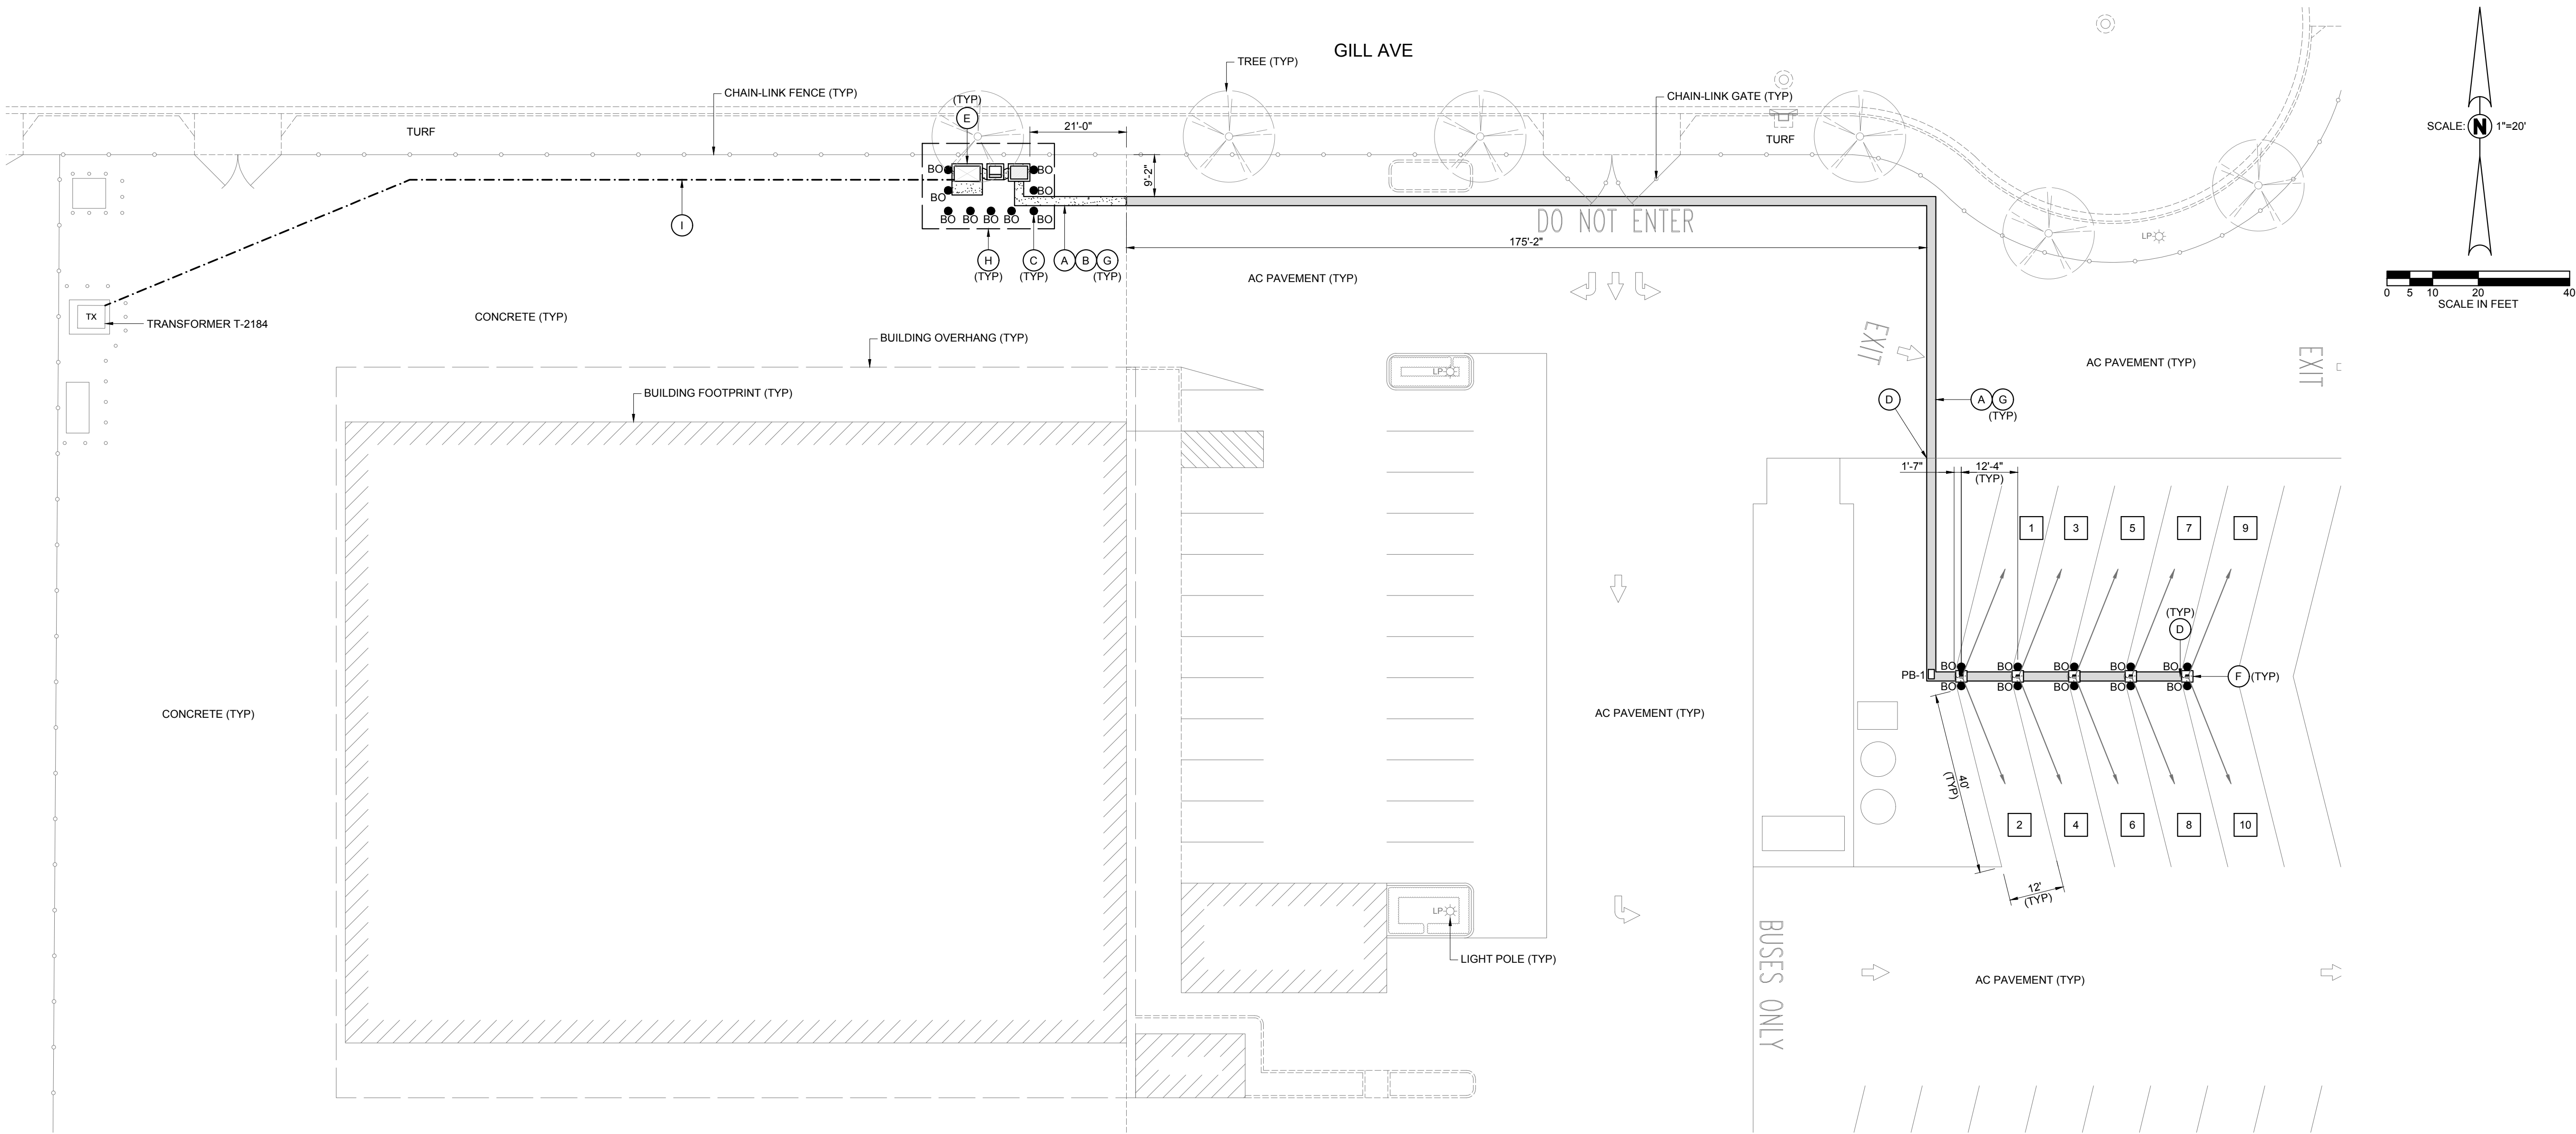 GILL AVE
TREE (TYP)
CHAIN-LINK FENCE (TYP)
(TYP)
E
CHAIN-LINK GATE (TYP)
TURF
21'-0"
TURF
SCALE: N 1"=20'
BO
BO
BO
BO
9'-2"
BO BO BO BO BO
DO NOT ENTER
LP
I
175'-2"
H
(TYP)
C
(TYP)
A B G
(TYP)
AC PAVEMENT (TYP)
0 5 10 20 40
SCALE IN FEET
TX
TRANSFORMER T-2184
CONCRETE (TYP)
BUILDING OVERHANG (TYP)
EXIT
AC PAVEMENT (TYP)
EXIT
LP
BUILDING FOOTPRINT (TYP)
D
A G
(TYP)
1'-7"
12'-4"
(TYP)
1 3 5 7 9
(TYP)
D
PB-1
BO BO BO BO BO
BO BO BO BO BO
F (TYP)
CONCRETE (TYP)
AC PAVEMENT (TYP)
40'
(TYP)
2 4 6 8 10
12'
(TYP)
LP
LIGHT POLE (TYP)
BUSES ONLY
AC PAVEMENT (TYP)